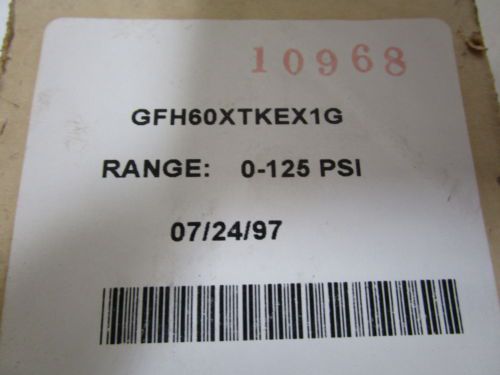 10968
GFH60XTKEX1G
RANGE: 0-125 PSI
07/24/97